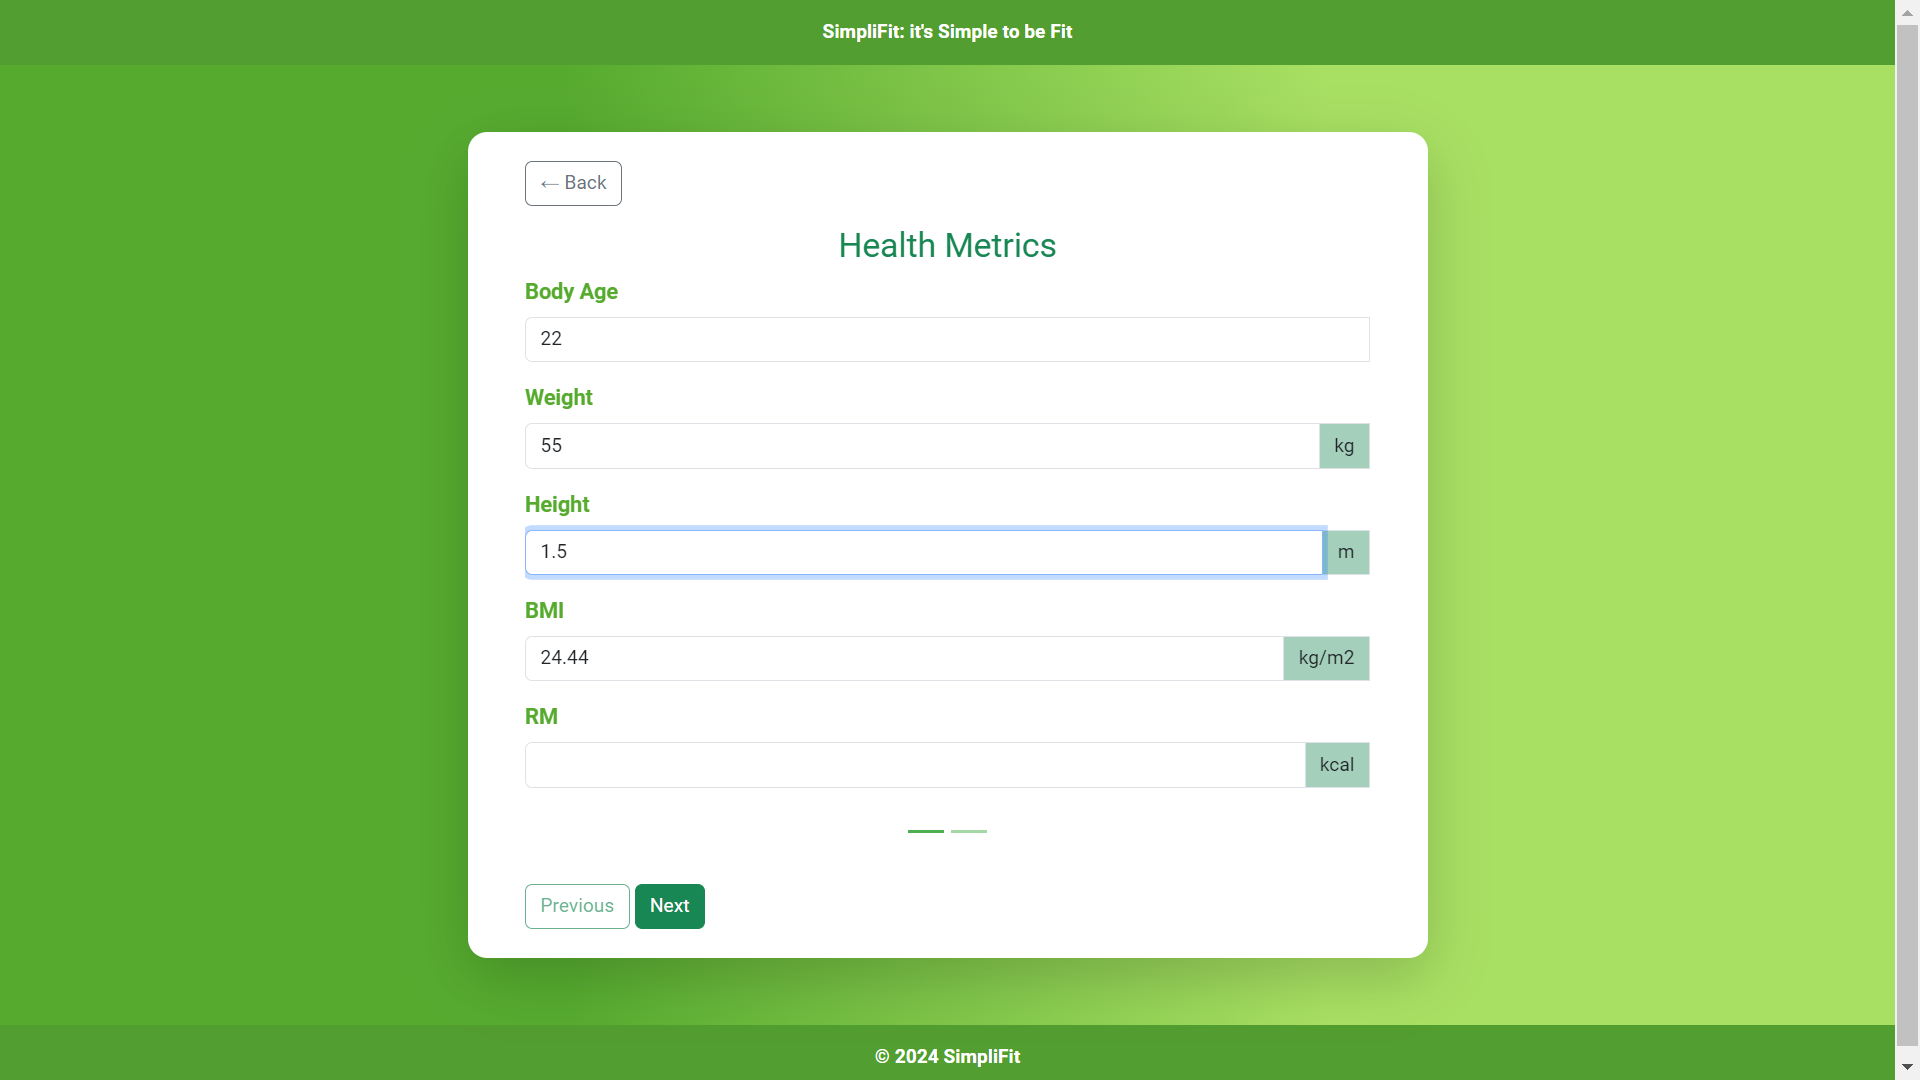 SimpliFit: it's Simple to be Fit
← Back
Health Metrics
Body Age
22
Weight
55 kg
Height
1.5 m
BMI
24.44 kg/m2
RM
kcal
Previous Next
© 2024 SimpliFit